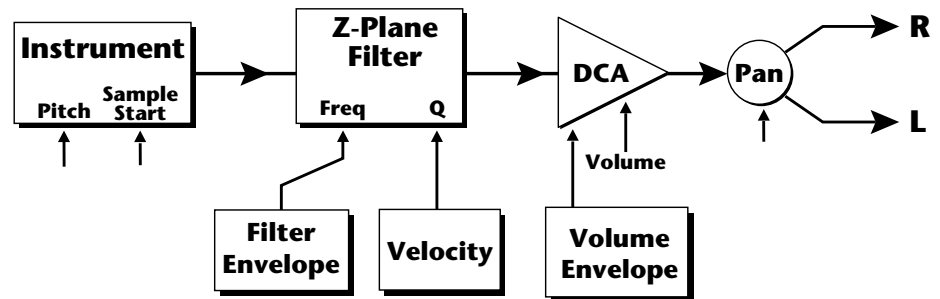 Instrument
Pitch
Sample
Start
Z-Plane
Filter
Freq
Q
DCA
Volume
Pan
R
L
Filter
Envelope
Velocity
Volume
Envelope